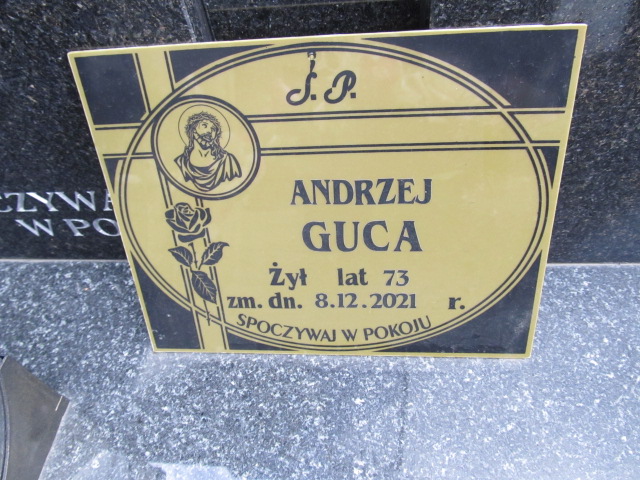 Ś.P.
ANDRZEJ
GUCA
Żył lat 73
zm. dn. 8.12.2021 r.
SPOCZYWAJ W POKOJU
W